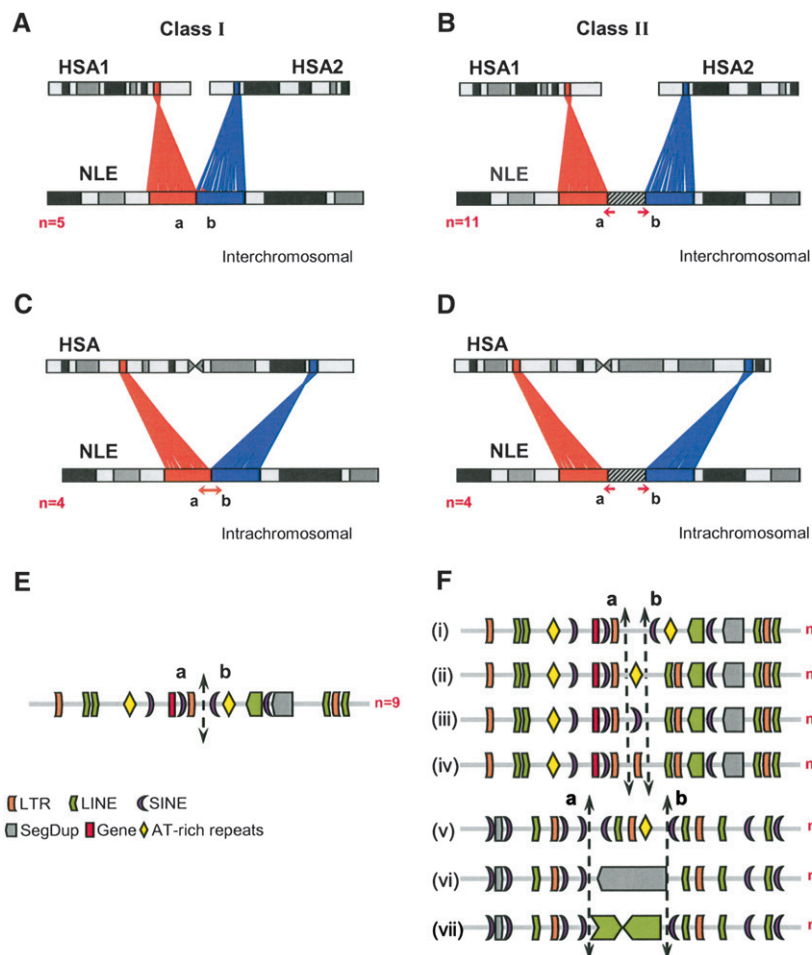 A
Class I
HSA1
HSA2
NLE
n=5
a
b
Interchromosomal
B
Class II
HSA1
HSA2
NLE
n=11
a
b
Interchromosomal
C
HSA
NLE
n=4
a
b
Intrachromosomal
D
HSA
NLE
n=4
a
b
Intrachromosomal
E
a
b
n=9
LTR
LINE
SINE
SegDup
Gene
AT-rich repeats
F
a
b
(i)
n
(ii)
n
(iii)
n
(iv)
n
a
b
(v)
n
(vi)
n
(vii)
n